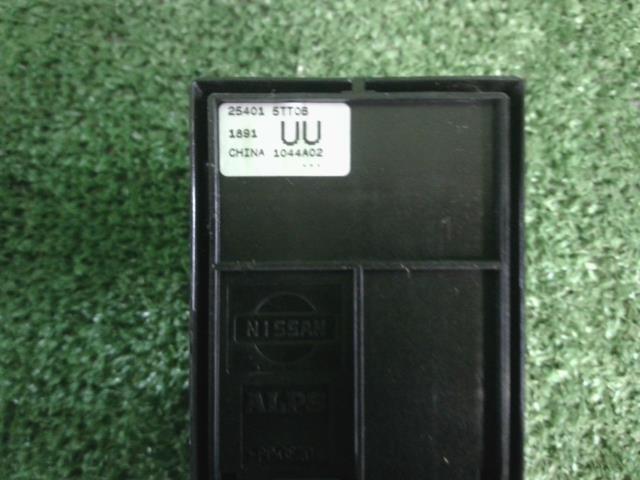 25401 5TT0B
1891 UU
CHINA 1044A02
NISSAN
ALPS